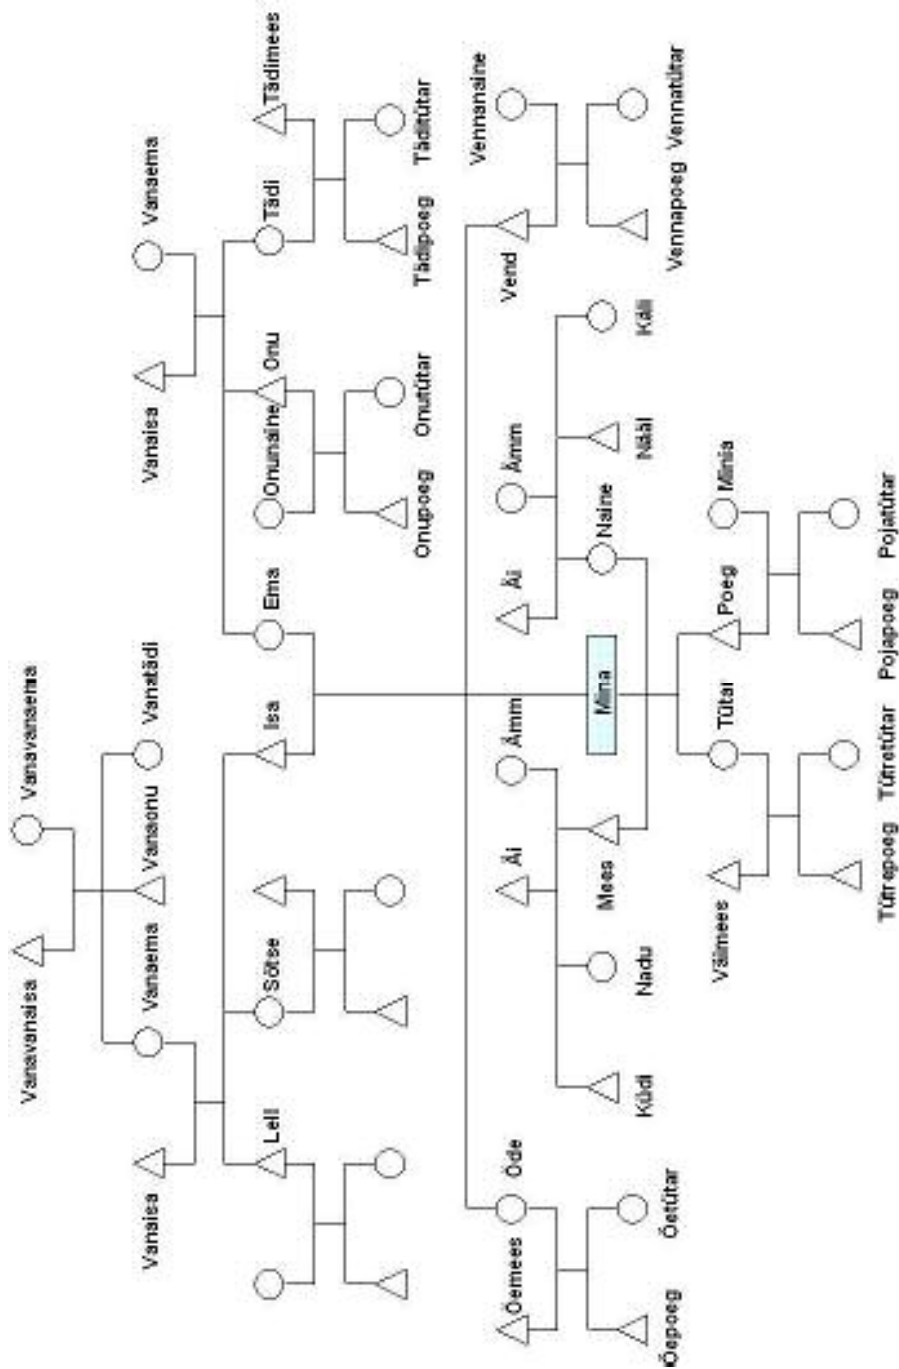 Vanavanaisa
Vanavanaema
Vanaisa
Vanaema
Vanaonu
Vanatädi
Vanaisa
Vanaema
Lell
Sõtse
Isa
Ema
Onunaine
Onu
Tädi
Tädimees
Onupoeg
Onutütar
Tädipoeg
Täditütar
Õemees
Õde
Äi
Ämm
Äi
Ämm
Vend
Vennanaine
Mees
Mina
Naine
Küdi
Nadu
Nääl
Käli
Õepoeg
Õetütar
Vennapoeg
Vennatütar
Väimees
Tütar
Poeg
Minia
Tütrepoeg
Tütretütar
Pojapoeg
Pojatütar